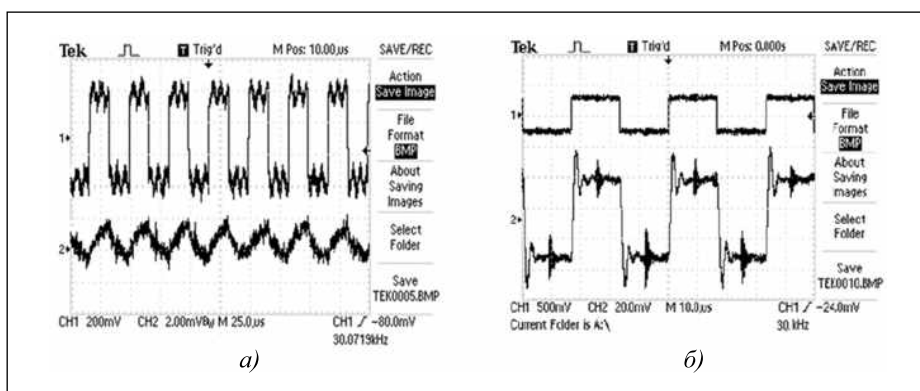 Tek T Trig'd M Pos: 10.00µs SAVE/REC
Action
Save Image
File
Format
BMP
About
Saving
Images
Select
Folder
Save
TEK0005.BMP
1
2
CH1 200mV CH2 2.00mVBw M 25.0µs CH1 -80.0mV
30.0719kHz
а)
Tek T Trig'd M Pos: 0.000s SAVE/REC
Action
Save Image
File
Format
BMP
About
Saving
Images
Select
Folder
Save
TEK0010.BMP
1
2
CH1 500mV CH2 20.0mV M 10.0µs CH1 -24.0mV
Current Folder is A:\ 30.kHz
б)